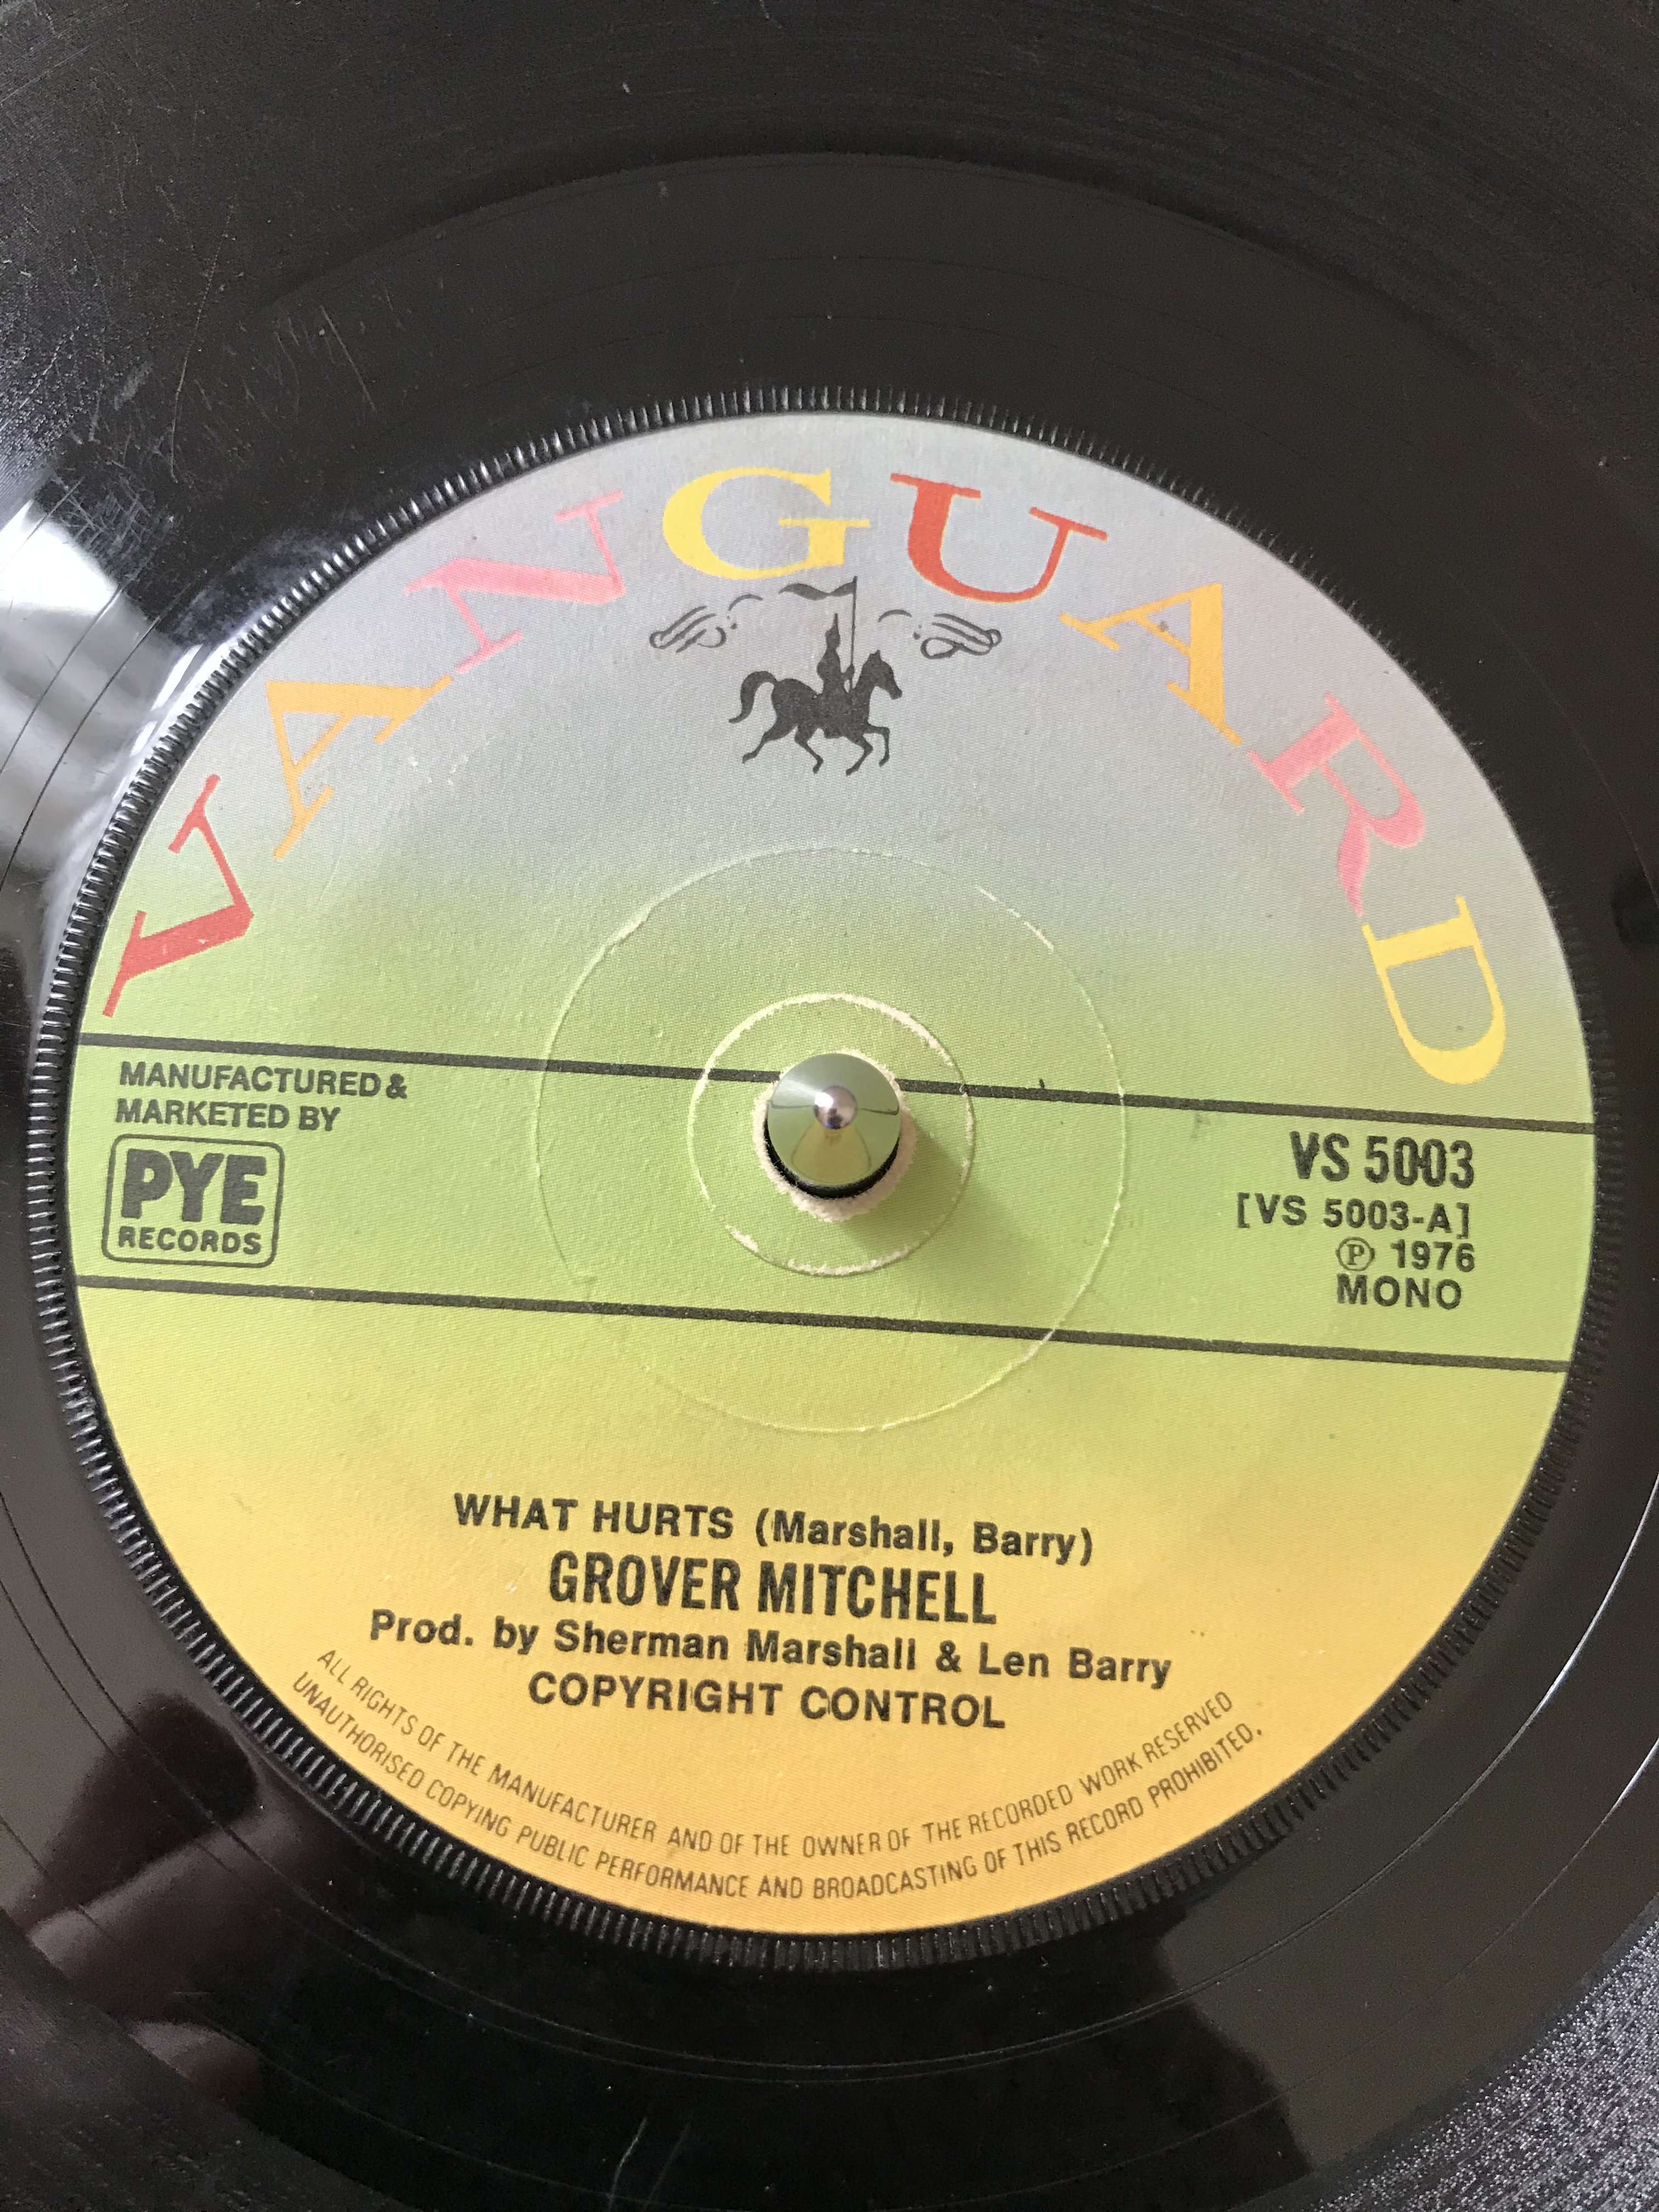 VANGUARD
MANUFACTURED &
MARKETED BY
PYE
RECORDS
VS 5003
[VS 5003-A]
Ⓟ 1976
MONO
WHAT HURTS (Marshall, Barry)
GROVER MITCHELL
Prod. by Sherman Marshall & Len Barry
COPYRIGHT CONTROL
ALL RIGHTS OF THE MANUFACTURER AND OF THE OWNER OF THE RECORDED WORK RESERVED
UNAUTHORISED COPYING PUBLIC PERFORMANCE AND BROADCASTING OF THIS RECORD PROHIBITED.